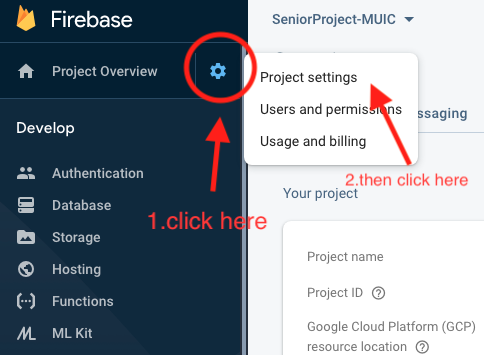 Firebase
SeniorProject-MUIC
Project Overview
Project settings
Users and permissions
Usage and billing
ssaging
Develop
2.then click here
1.click here
Authentication
Database
Storage
Hosting
Functions
ML Kit
Your project
Project name
Project ID
Google Cloud Platform (GCP)
resource location